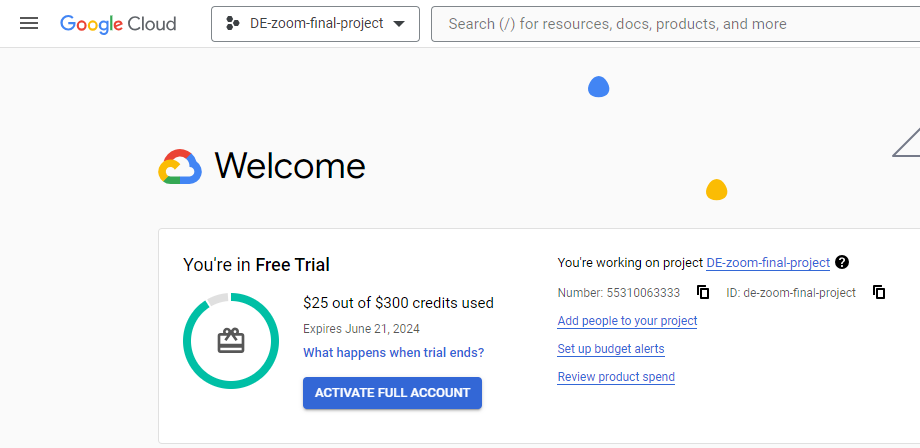 Google Cloud
DE-zoom-final-project
Search (/) for resources, docs, products, and more
Welcome
You're in Free Trial
$25 out of $300 credits used
Expires June 21, 2024
What happens when trial ends?
ACTIVATE FULL ACCOUNT
You're working on project DE-zoom-final-project ?
Number: 55310063333 ID: de-zoom-final-project
Add people to your project
Set up budget alerts
Review product spend